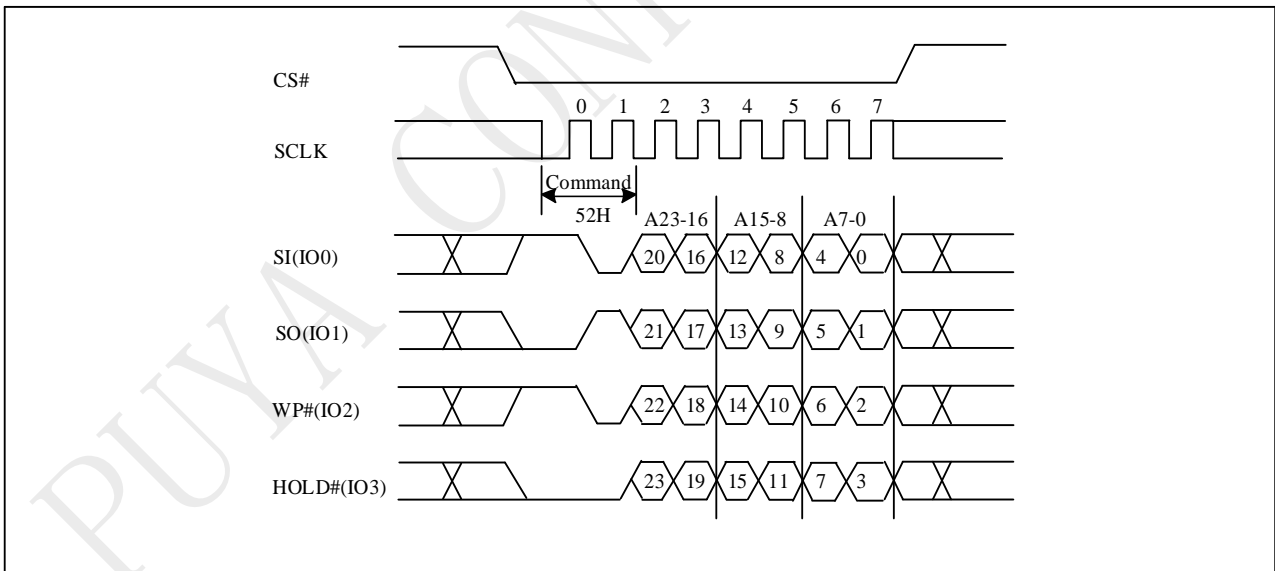 PUYA CONF
CS#
0 1 2 3 4 5 6 7
SCLK
Command
52H
A23-16 A15-8 A7-0
SI(IO0) 20 16 12 8 4 0
SO(IO1) 21 17 13 9 5 1
WP#(IO2) 22 18 14 10 6 2
HOLD#(IO3) 23 19 15 11 7 3